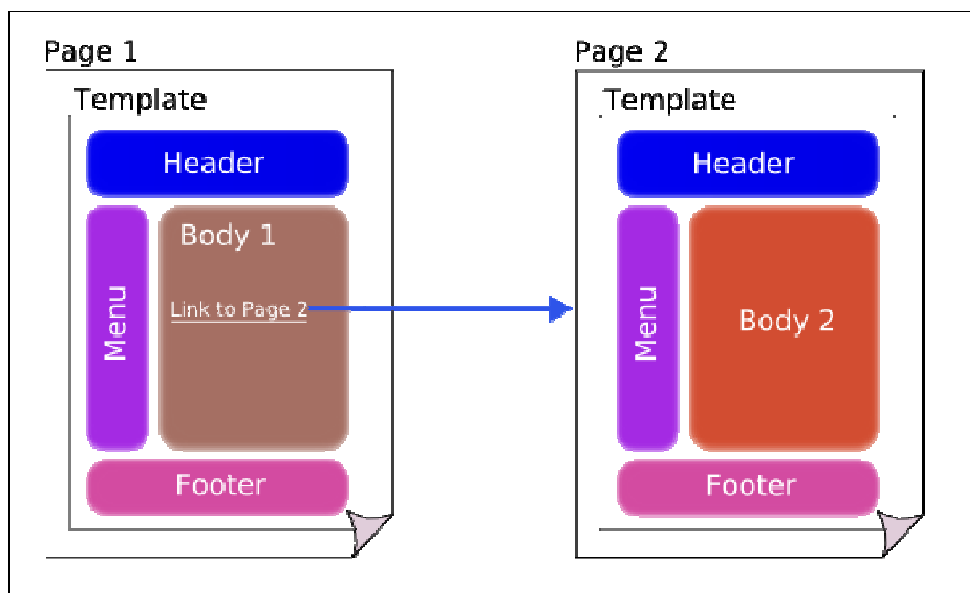 Page 1
Template
Header
Menu
Body 1
Link to Page 2
Footer
Page 2
Template
Header
Menu
Body 2
Footer